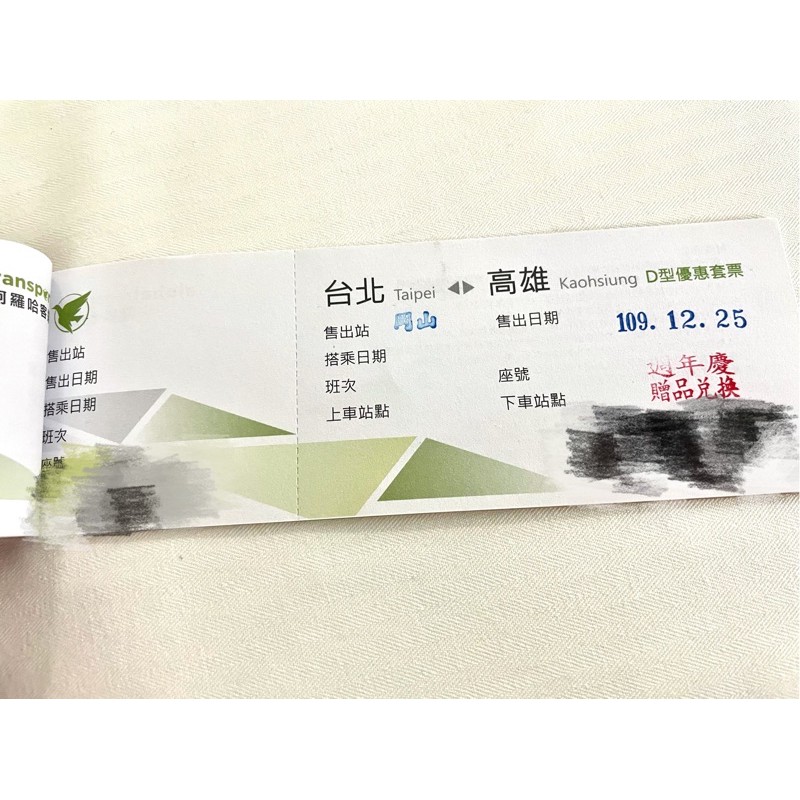 ranspo
阿羅哈客
售出站
售出日期
搭乘日期
班次
座號
台北 Taipei ◀▶ 高雄 Kaohsiung D型優惠套票
售出站 岡山 售出日期 109. 12. 25
搭乘日期
班次 座號
週年慶
贈品兌換
上車站點 下車站點